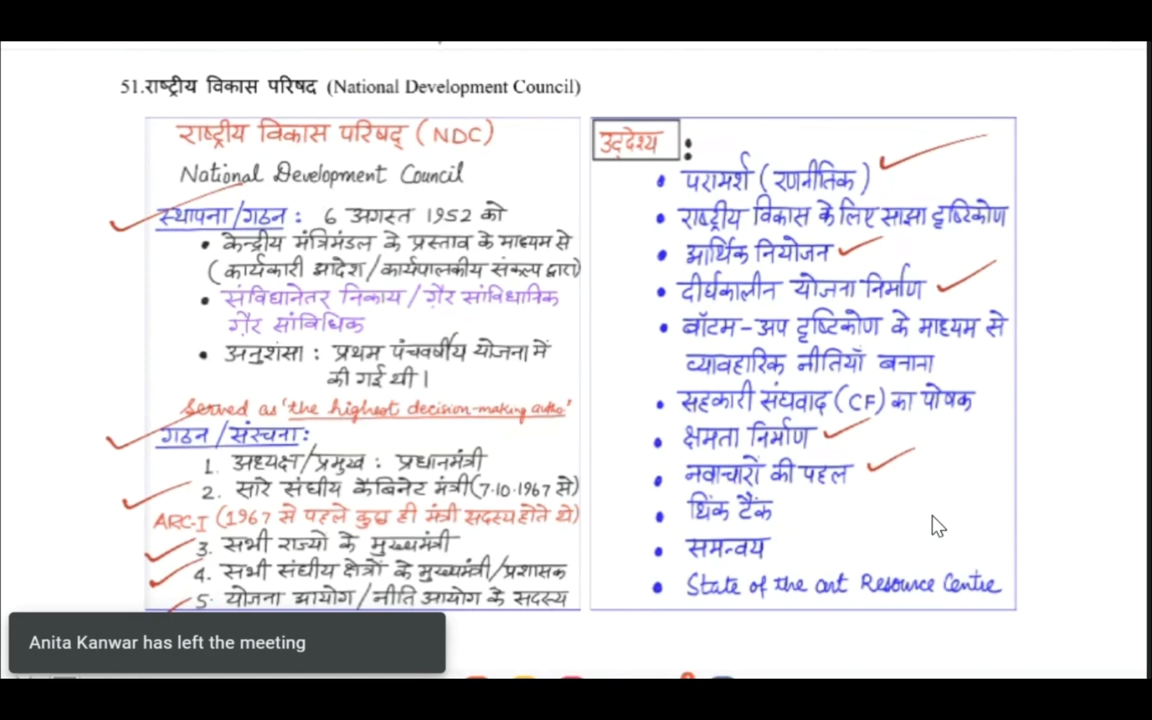 51.राष्ट्रीय विकास परिषद (National Development Council)
राष्ट्रीय विकास परिषद् (NDC)
National Development Council
स्थापना/गठन : 6 अगस्त 1952 को
• केन्द्रीय मंत्रिमंडल के प्रस्ताव के माध्यम से
(कार्यकारी आदेश/कार्यपालकीय संकल्प द्वारा)
• संविधानेतर निकाय/ग़ैर सांविधानिक
ग़ैर सांविधिक
• अनुशंसा : प्रथम पंचवर्षीय योजना में
की गई थी।
Served as 'the highest decision-making autho'
गठन/संरचना:
1. अध्यक्ष/प्रमुख : प्रधानमंत्री
2. सारे संघीय कैबिनेट मंत्री(7.10.1967 से)
ARC-I (1967 से पहले कुछ ही मंत्री सदस्य होते थे)
3. सभी राज्यो के मुख्यमंत्री
4. सभी संघीय क्षेत्रों के मुख्यमंत्री/प्रशासक
5. योजना आयोग/नीति आयोग के सदस्य
उद्देश्य :
• परामर्श (रणनीतिक)
• राष्ट्रीय विकास के लिए साझा दृष्टिकोण
• आर्थिक नियोजन
• दीर्घकालीन योजना निर्माण
• बॉटम-अप दृष्टिकोण के माध्यम से
व्यावहारिक नीतियाँ बनाना
• सहकारी संघवाद (CF) का पोषक
• क्षमता निर्माण
• नवाचारों की पहल
• थिंक टैंक
• समन्वय
• State of the art Resource Centre
Anita Kanwar has left the meeting